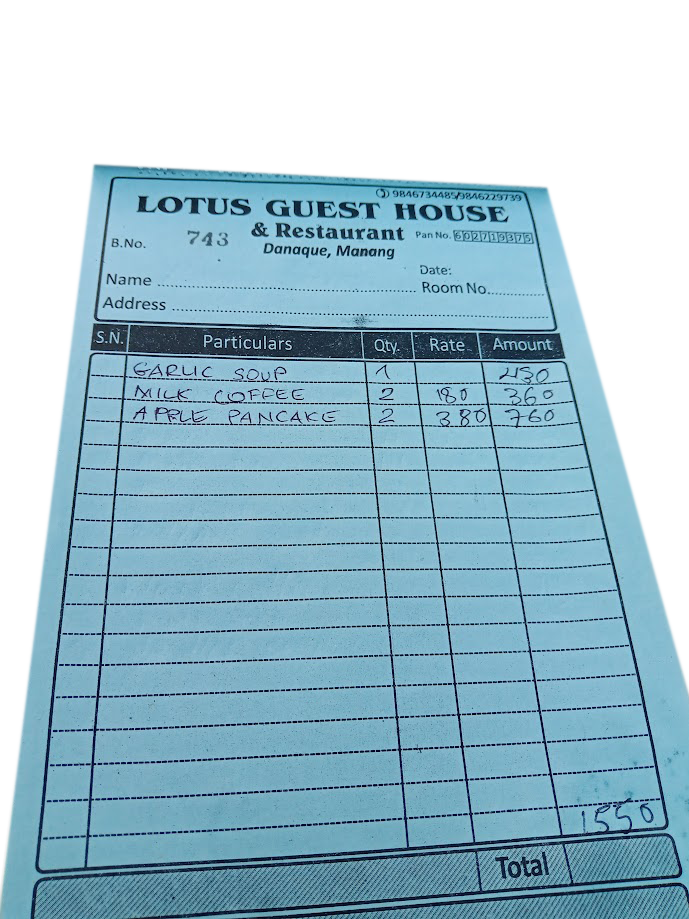 ✆ 9846734485/9846229739
LOTUS GUEST HOUSE
& Restaurant
Pan No. 602719375
B.No. 743
Danaque, Manang
Date:
Name ............ Room No.............
Address ............
S.N. Particulars Qty. Rate Amount
GARLIC SOUP 1 430
MILK COFFEE 2 180 360
APPLE PANCAKE 2 380 760
1550
Total